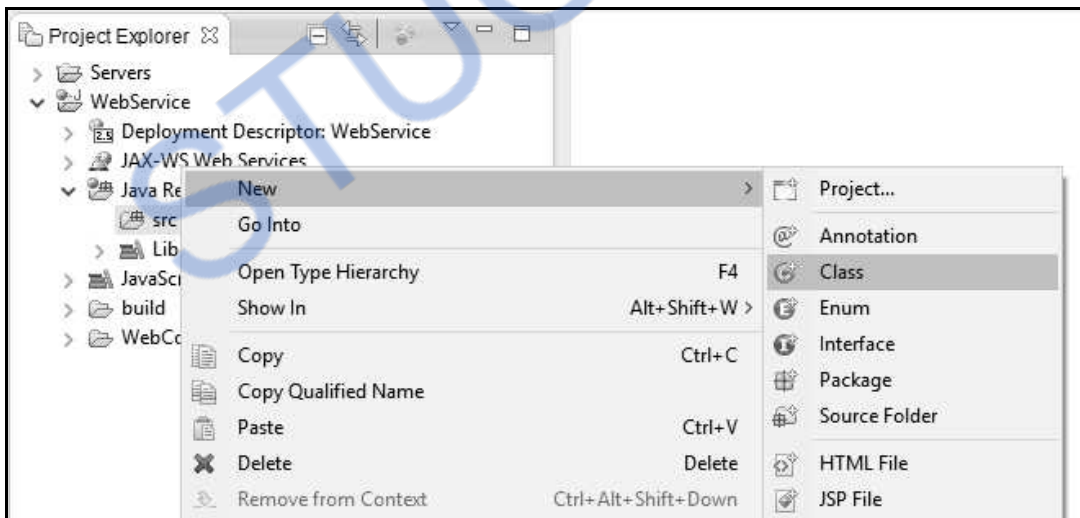 Project Explorer
Servers
WebService
2.5 Deployment Descriptor: WebService
JAX-WS Web Services
Java Re
src
Lib
JavaScr
build
WebCo
New
Go Into
Open Type Hierarchy F4
Show In Alt+Shift+W >
Copy Ctrl+C
Copy Qualified Name
Paste Ctrl+V
Delete Delete
Remove from Context Ctrl+Alt+Shift+Down
Project...
Annotation
Class
Enum
Interface
Package
Source Folder
HTML File
JSP File
STUC